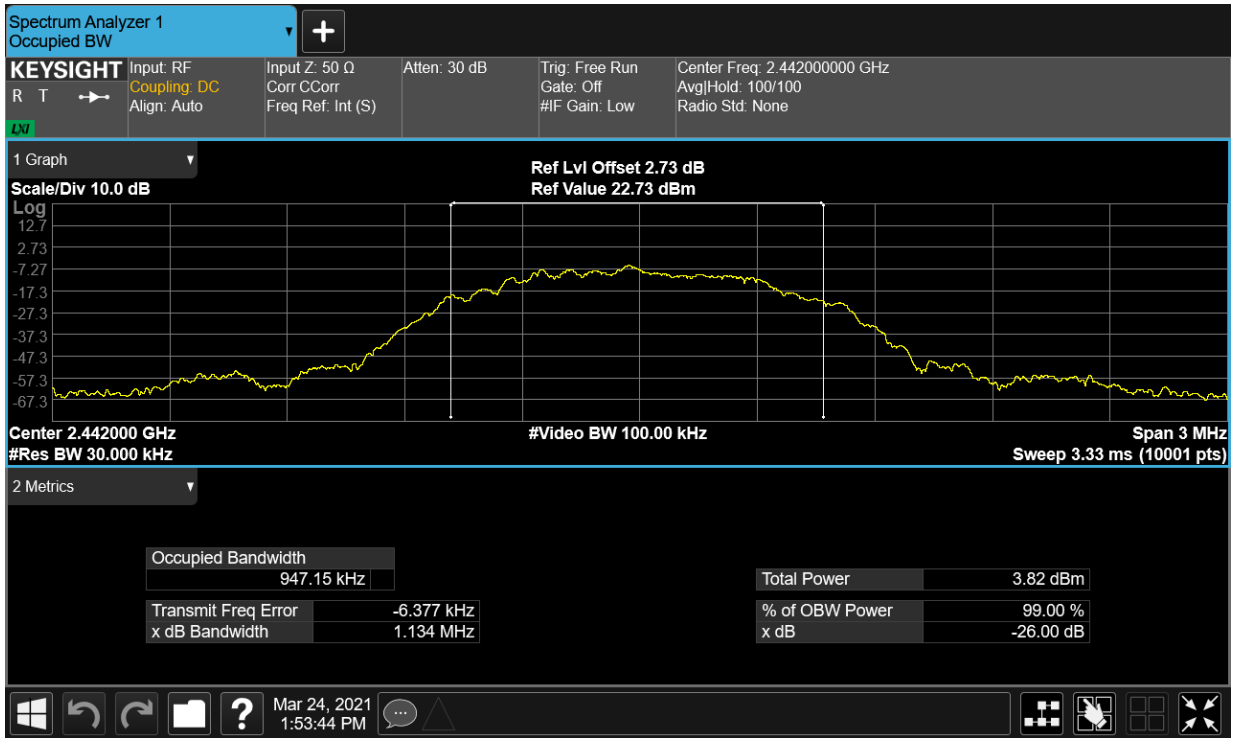 Spectrum Analyzer 1
Occupied BW
KEYSIGHT
R T
LXI
Input: RF
Coupling: DC
Align: Auto
Input Z: 50 Ω
Corr CCorr
Freq Ref: Int (S)
Atten: 30 dB
Trig: Free Run
Gate: Off
#IF Gain: Low
Center Freq: 2.442000000 GHz
Avg|Hold: 100/100
Radio Std: None
1 Graph
Scale/Div 10.0 dB
Ref Lvl Offset 2.73 dB
Ref Value 22.73 dBm
Log
12.7
2.73
-7.27
-17.3
-27.3
-37.3
-47.3
-57.3
-67.3
Center 2.442000 GHz
#Video BW 100.00 kHz
Span 3 MHz
#Res BW 30.000 kHz
Sweep 3.33 ms (10001 pts)
2 Metrics
Occupied Bandwidth
947.15 kHz
Total Power 3.82 dBm
Transmit Freq Error -6.377 kHz
% of OBW Power 99.00 %
x dB Bandwidth 1.134 MHz
x dB -26.00 dB
?
Mar 24, 2021
1:53:44 PM